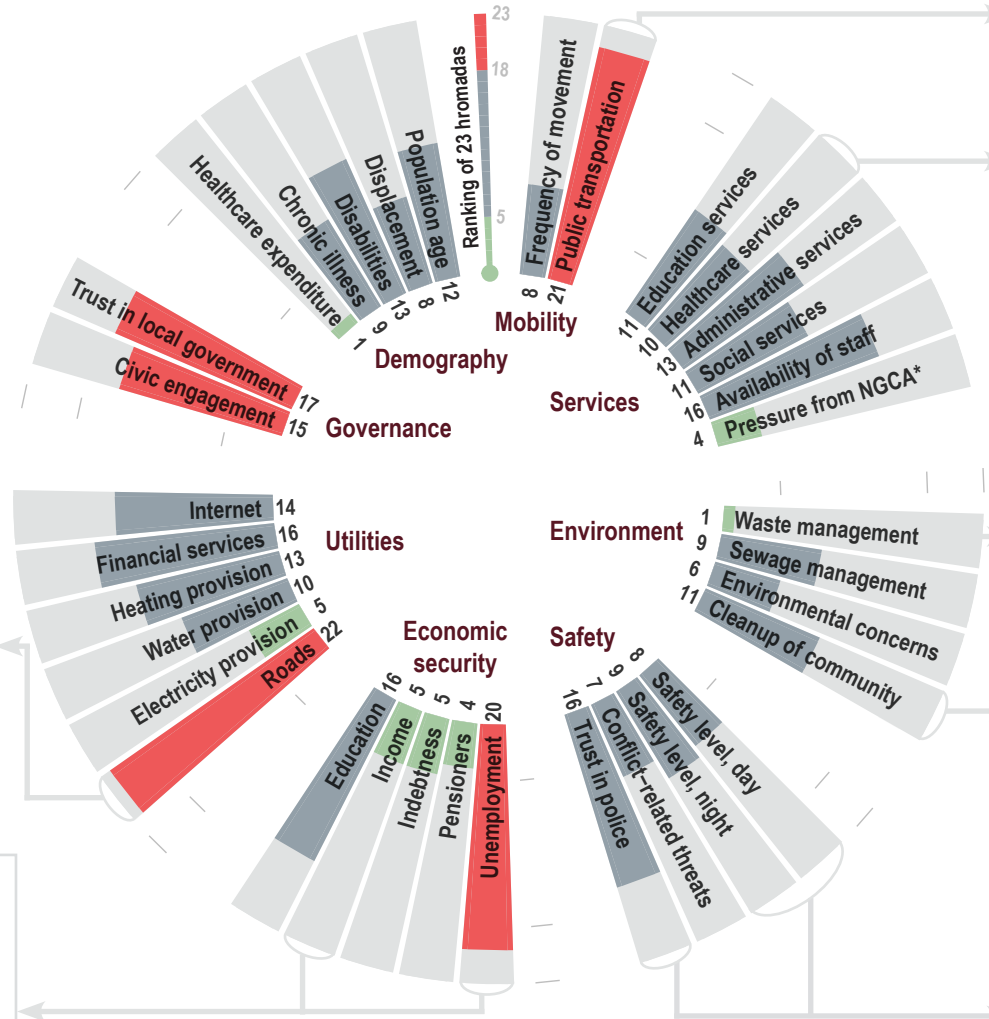 23
18
5
Ranking of 23 hromadas
Mobility
Frequency of movement
8
Public transportation
21
Services
Education services
11
Healthcare services
10
Administrative services
13
Social services
11
Availability of staff
16
Pressure from NGCA*
4
Environment
1
Waste management
9
Sewage management
6
Environmental concerns
11
Cleanup of community
Safety
8
Safety level, day
9
Safety level, night
7
Conflict-related threats
16
Trust in police
Economic
security
20
Unemployment
4
Pensioners
5
Indebtness
5
Income
16
Education
Utilities
Roads
22
Electricity provision
5
Water provision
10
Heating provision
13
Financial services
16
Internet
14
Governance
Civic engagement
15
Trust in local government
17
Demography
Healthcare expenditure
1
Chronic illness
9
Disabilities
13
Displacement
8
Population age
12